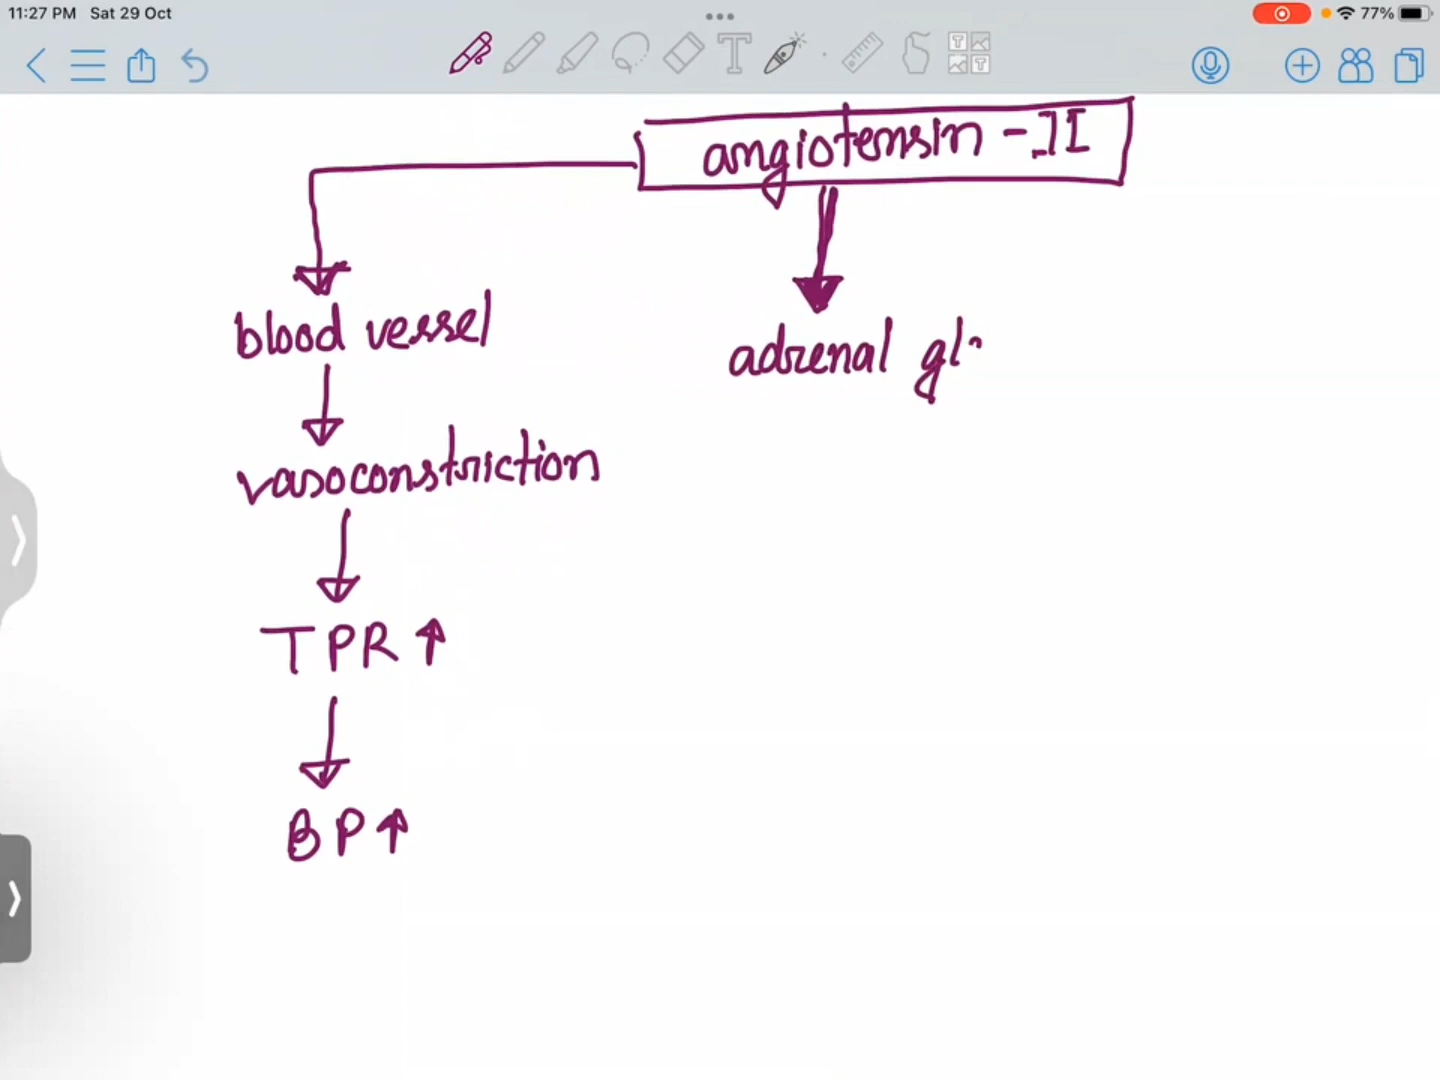 11:27 PM Sat 29 Oct
77%
angiotensin - II
blood vessel
adrenal gl
vasoconstriction
TPR ↑
BP ↑